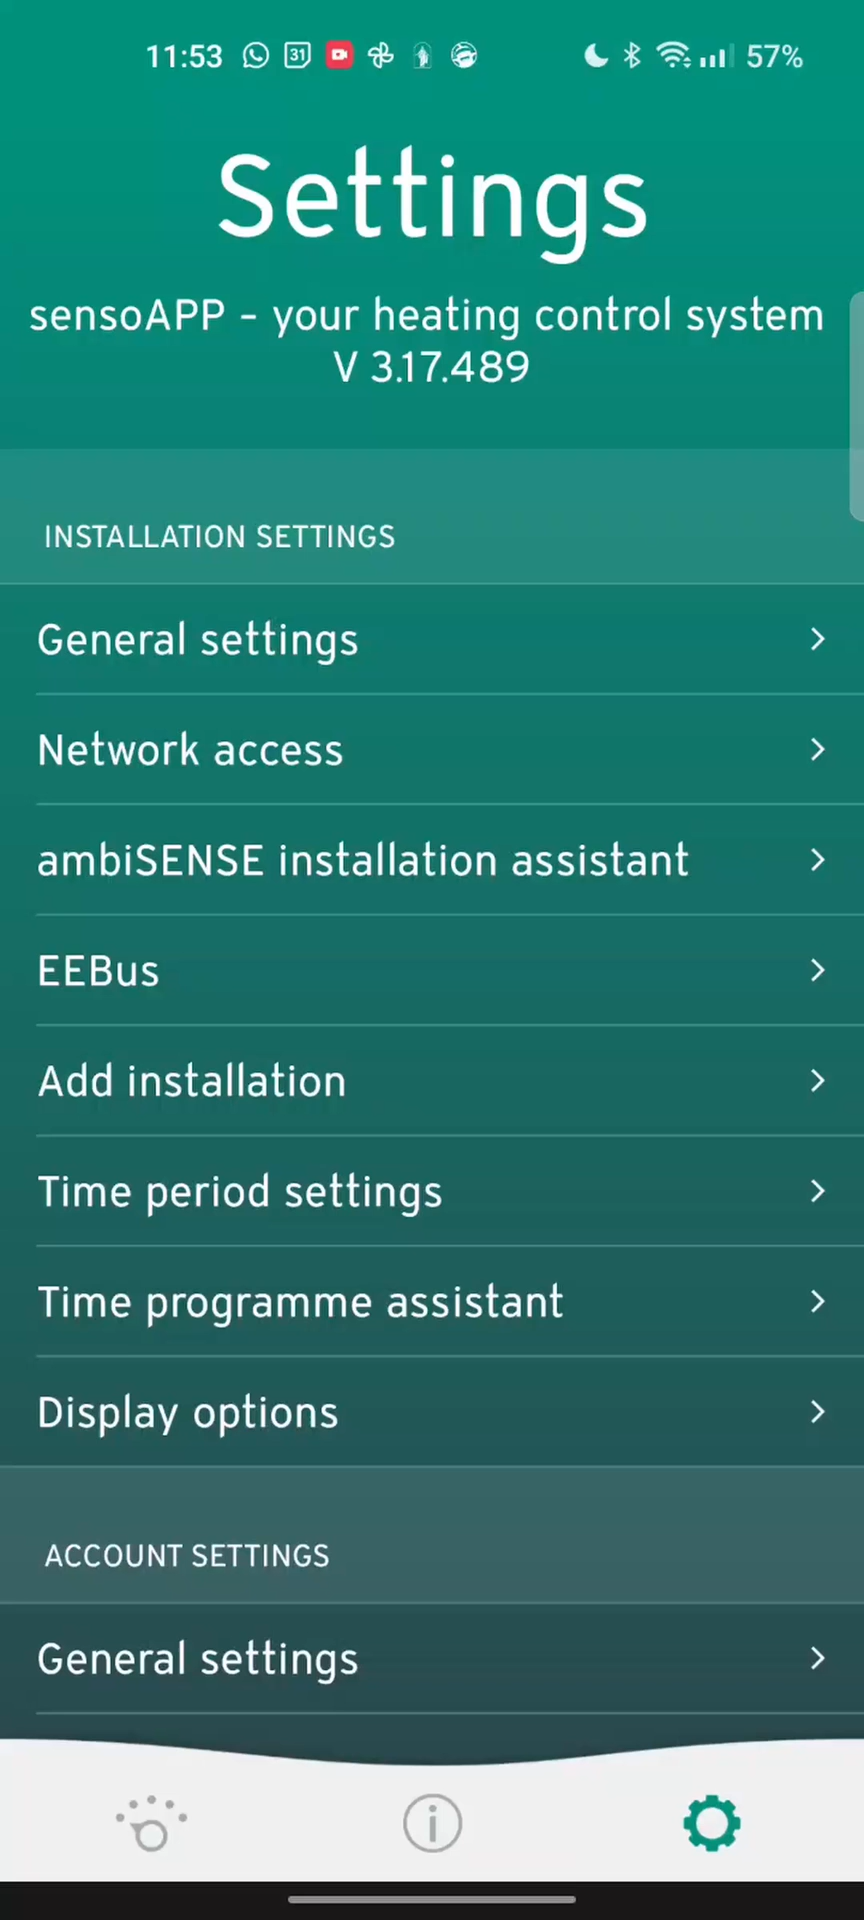 11:53 31 57%
Settings
sensoAPP – your heating control system
V 3.17.489
INSTALLATION SETTINGS
General settings
Network access
ambiSENSE installation assistant
EEBus
Add installation
Time period settings
Time programme assistant
Display options
ACCOUNT SETTINGS
General settings